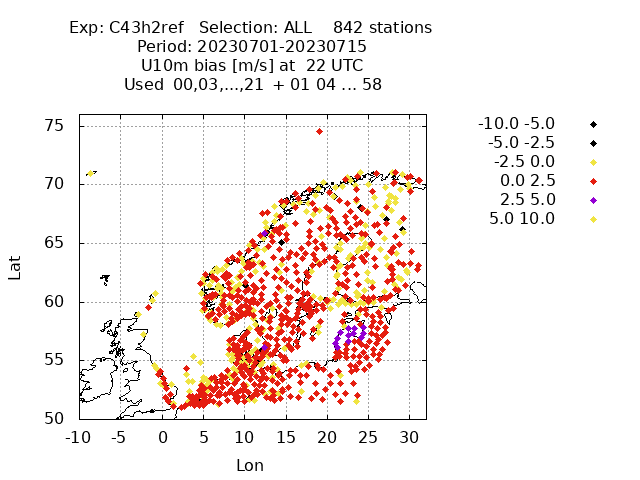 Exp: C43h2ref   Selection: ALL    842 stations
Period: 20230701-20230715
U10m bias [m/s] at  22 UTC
Used  00,03,...,21  + 01 04 ... 58
-10.0 -5.0
-5.0 -2.5
-2.5 0.0
0.0 2.5
2.5 5.0
5.0 10.0
75
70
65
60
55
50
Lat
-10 -5 0 5 10 15 20 25 30
Lon